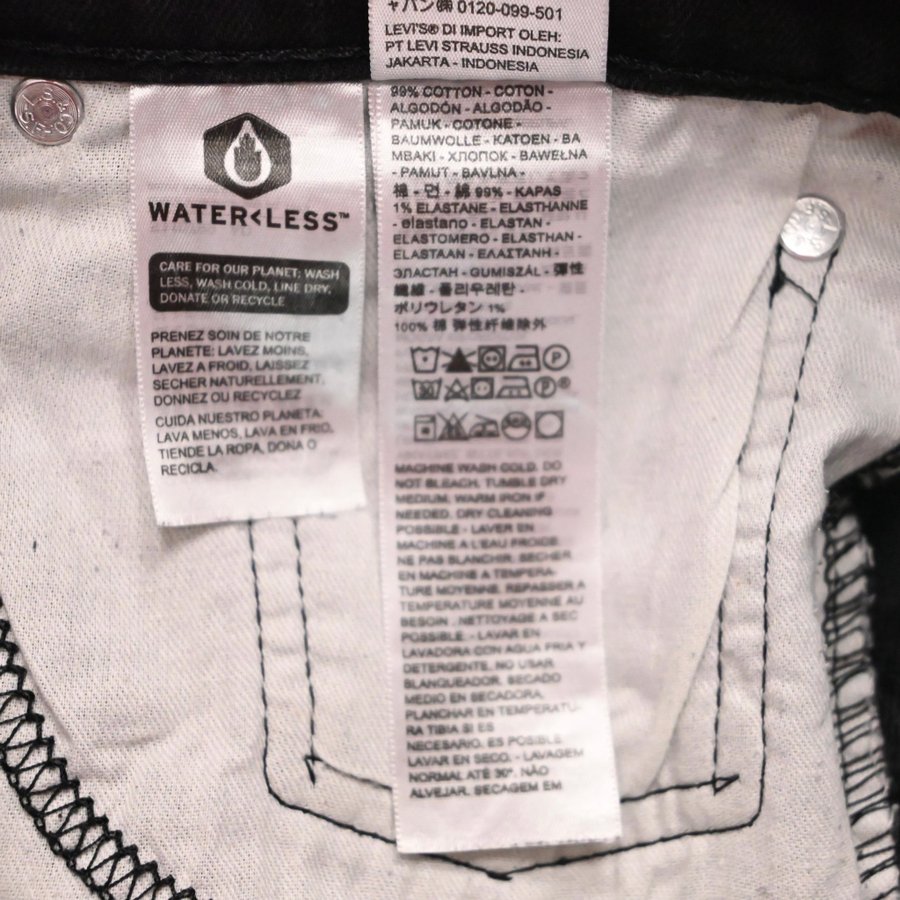 ャパン㈱ 0120-099-501
LEVI'S® DI IMPORT OLEH:
PT LEVI STRAUSS INDONESIA
JAKARTA - INDONESIA
WATER<LESS™
CARE FOR OUR PLANET: WASH
LESS, WASH COLD, LINE DRY,
DONATE OR RECYCLE
PRENEZ SOIN DE NOTRE
PLANETE: LAVEZ MOINS,
LAVEZ A FROID, LAISSEZ
SECHER NATURELLEMENT,
DONNEZ OU RECYCLEZ
CUIDA NUESTRO PLANETA:
LAVA MENOS, LAVA EN FRIO,
TIENDE LA ROPA, DONA O
RECICLA.
99% COTTON - COTON -
ALGODÓN - ALGODÃO -
PAMUK - COTONE -
BAUMWOLLE - KATOEN - BA
MBAKI - ХЛОПОК - BAWEŁNA
- PAMUT - BAVLNA -
棉 - 면 - 綿 99% - KAPAS
1% ELASTANE - ELASTHANNE
- elastano - ELASTAN -
ELASTOMERO - ELASTHAN -
ELASTAAN - ΕΛΑΣΤΑΝΗ -
ЭЛАСТАН - GUMISZÁL - 弹性
纖維 - 폴리우레탄 -
ポリウレタン 1%
100% 棉 弹性纤维除外
MACHINE WASH COLD. DO
NOT BLEACH, TUMBLE DRY
MEDIUM, WARM IRON IF
NEEDED. DRY CLEANING
POSSIBLE - LAVER EN
MACHINE A L'EAU FROIDE.
NE PAS BLANCHIR. SECHER
EN MACHINE A TEMPERA-
TURE MOYENNE. REPASSER A
TEMPERATURE MOYENNE AU
BESOIN . NETTOYAGE A SEC
POSSIBLE. - LAVAR EN
LAVADORA CON AGUA FRIA Y
DETERGENTE. NO USAR
BLANQUEADOR. SECADO
MEDIO EN SECADORA.
PLANCHAR EN TEMPERATU-
RA TIBIA SI ES
NECESARIO. ES POSIBLE
LAVAR EN SECO. - LAVAGEM
NORMAL ATÉ 30°. NÃO
ALVEJAR. SECAGEM EM